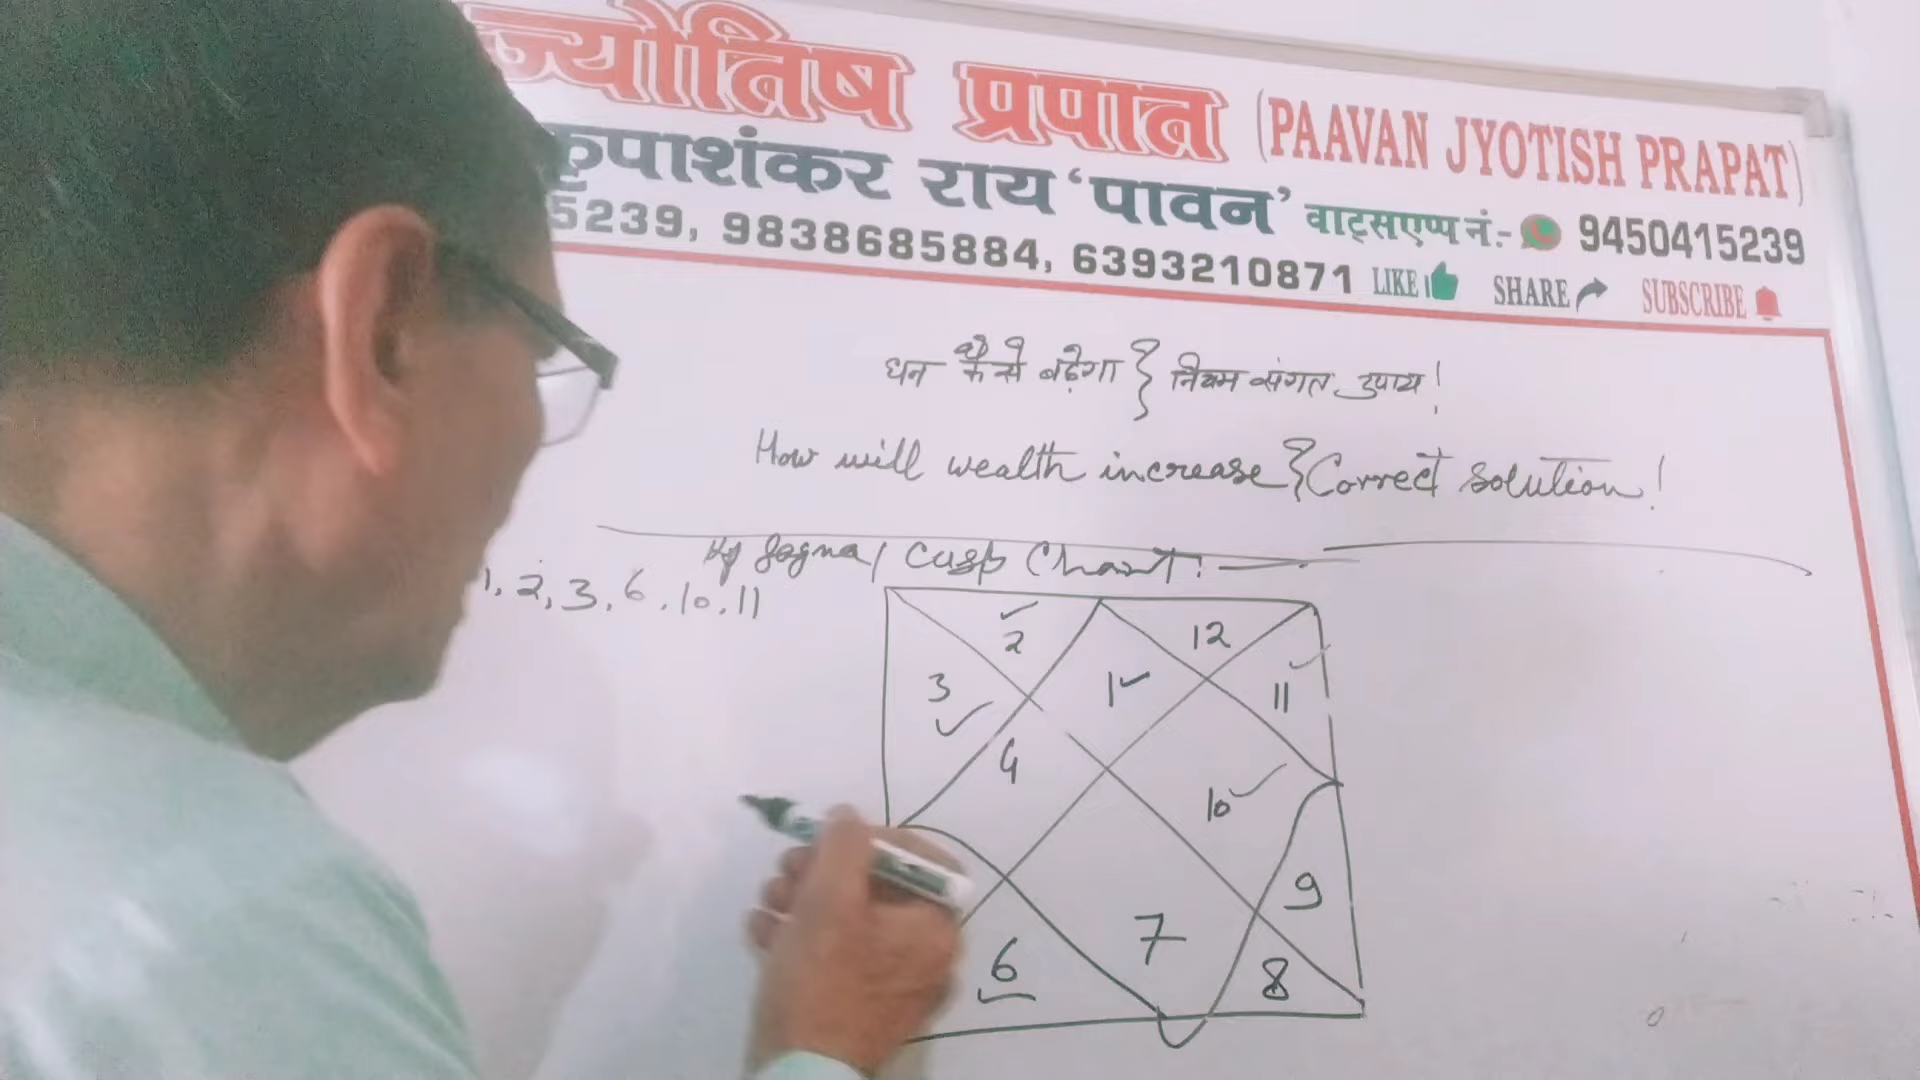 ज्योतिष प्रपात (PAAVAN JYOTISH PRAPAT)
कृपाशंकर राय ‘पावन’ वाट्सएप्प नं:- 9450415239
5239, 9838685884, 6393210871 LIKE SHARE SUBSCRIBE
धन कैसे बढ़ेगा } नियम संगत उपाय!
How will wealth increase } Correct solution!
By Lagna / Cusp Chart:
1, 2, 3, 6, 10, 11
2 12
3 1 11
4 10
9
6 7 8